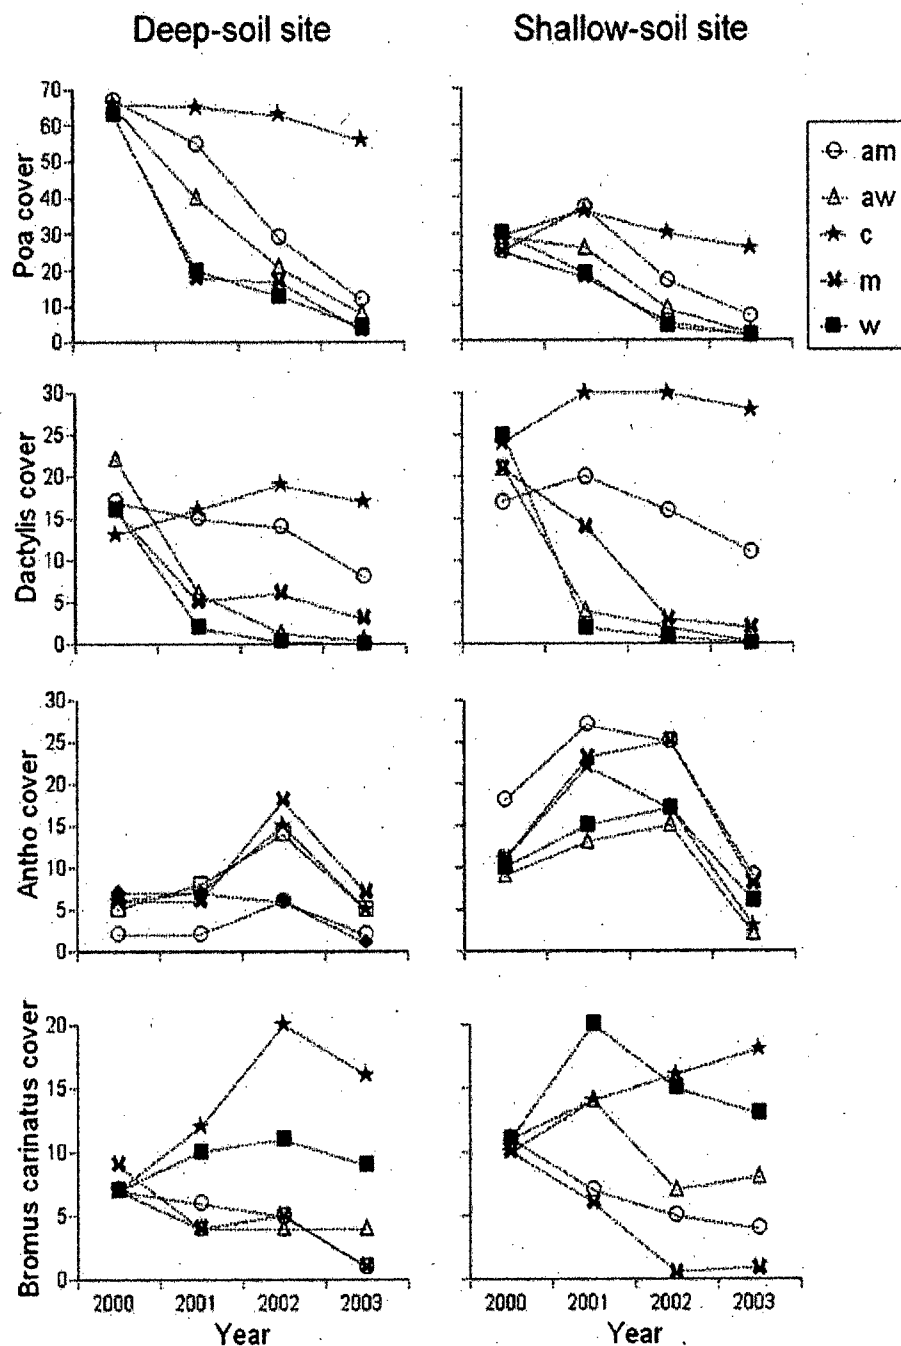 Deep-soil site
Shallow-soil site
70
60
50
40
30
20
10
0
Poa cover
am
aw
c
m
w
30
25
20
15
10
5
0
Dactylis cover
30
25
20
15
10
5
0
Antho cover
20
15
10
5
0
Bromus carinatus cover
2000 2001 2002 2003
Year
2000 2001 2002 2003
Year